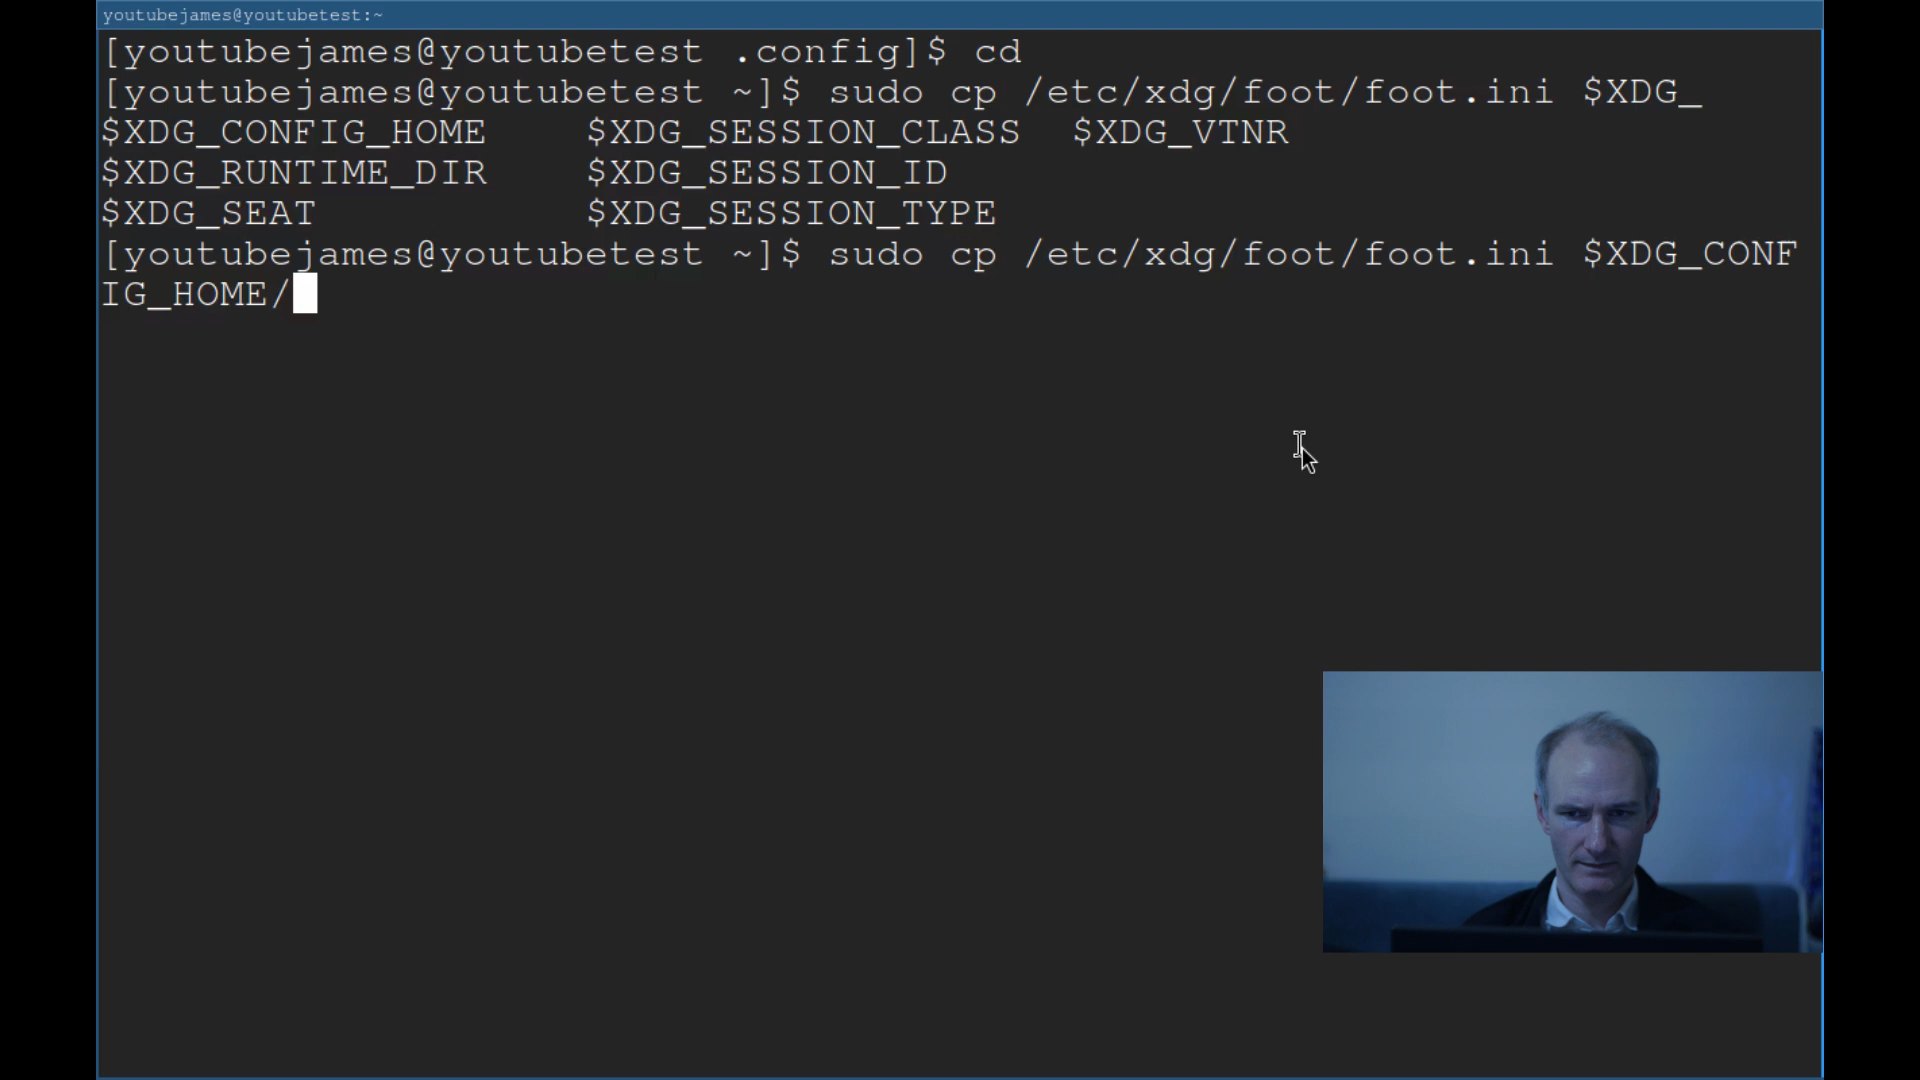 youtubejames@youtubetest:~
[youtubejames@youtubetest .config]$ cd
[youtubejames@youtubetest ~]$ sudo cp /etc/xdg/foot/foot.ini $XDG_
$XDG_CONFIG_HOME $XDG_SESSION_CLASS $XDG_VTNR
$XDG_RUNTIME_DIR $XDG_SESSION_ID
$XDG_SEAT $XDG_SESSION_TYPE
[youtubejames@youtubetest ~]$ sudo cp /etc/xdg/foot/foot.ini $XDG_CONF
IG_HOME/